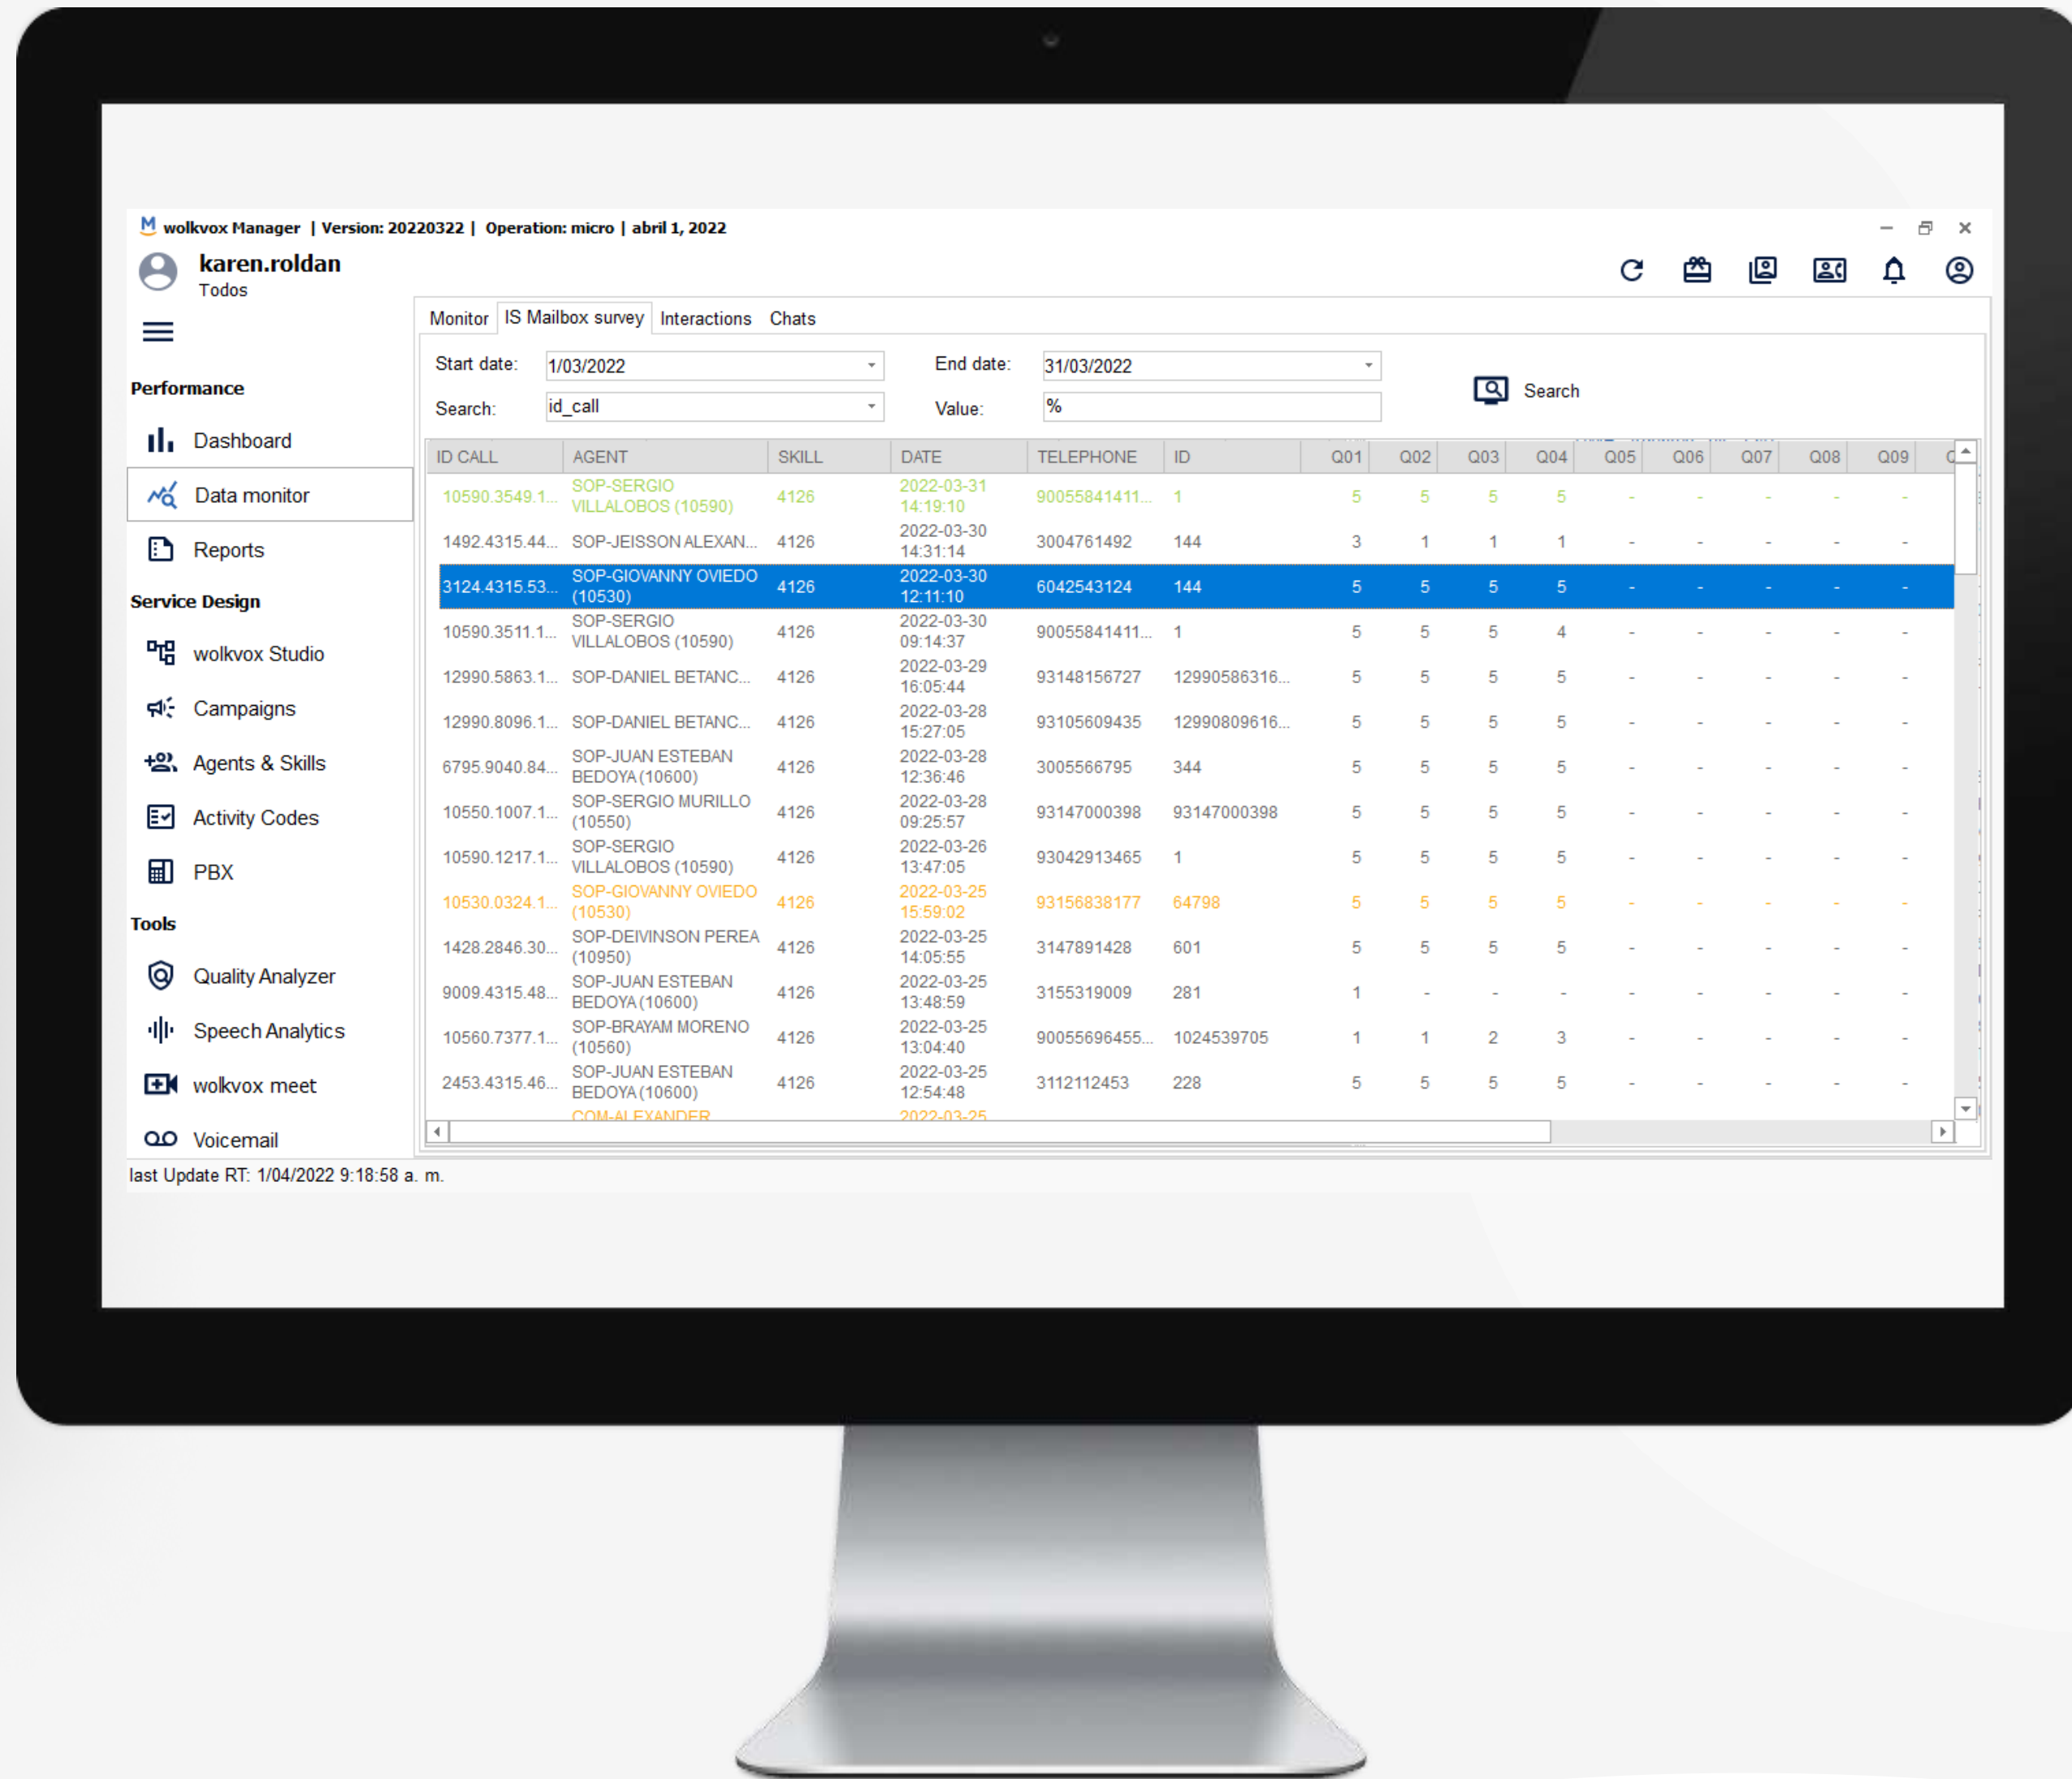 M wolkvox Manager | Version: 20220322 | Operation: micro | abril 1, 2022
karen.roldan
Todos
Performance
Dashboard
Data monitor
Reports
Service Design
wolkvox Studio
Campaigns
Agents & Skills
Activity Codes
PBX
Tools
Quality Analyzer
Speech Analytics
wolkvox meet
Voicemail
Monitor IS Mailbox survey Interactions Chats
Start date: 1/03/2022 End date: 31/03/2022
Search: id_call Value: % Search
ID CALL AGENT SKILL DATE TELEPHONE ID Q01 Q02 Q03 Q04 Q05 Q06 Q07 Q08 Q09
10590.3549.1... SOP-SERGIO VILLALOBOS (10590) 4126 2022-03-31 14:19:10 90055841411... 1 5 5 5 5 - - - - -
1492.4315.44... SOP-JEISSON ALEXAN... 4126 2022-03-30 14:31:14 3004761492 144 3 1 1 1 - - - - -
3124.4315.53... SOP-GIOVANNY OVIEDO (10530) 4126 2022-03-30 12:11:10 6042543124 144 5 5 5 5 - - - - -
10590.3511.1... SOP-SERGIO VILLALOBOS (10590) 4126 2022-03-30 09:14:37 90055841411... 1 5 5 5 4 - - - - -
12990.5863.1... SOP-DANIEL BETANC... 4126 2022-03-29 16:05:44 93148156727 12990586316... 5 5 5 5 - - - - -
12990.8096.1... SOP-DANIEL BETANC... 4126 2022-03-28 15:27:05 93105609435 12990809616... 5 5 5 5 - - - - -
6795.9040.84... SOP-JUAN ESTEBAN BEDOYA (10600) 4126 2022-03-28 12:36:46 3005566795 344 5 5 5 5 - - - - -
10550.1007.1... SOP-SERGIO MURILLO (10550) 4126 2022-03-28 09:25:57 93147000398 93147000398 5 5 5 5 - - - - -
10590.1217.1... SOP-SERGIO VILLALOBOS (10590) 4126 2022-03-26 13:47:05 93042913465 1 5 5 5 5 - - - - -
10530.0324.1... SOP-GIOVANNY OVIEDO (10530) 4126 2022-03-25 15:59:02 93156838177 64798 5 5 5 5 - - - - -
1428.2846.30... SOP-DEIVINSON PEREA (10950) 4126 2022-03-25 14:05:55 3147891428 601 5 5 5 5 - - - - -
9009.4315.48... SOP-JUAN ESTEBAN BEDOYA (10600) 4126 2022-03-25 13:48:59 3155319009 281 1 - - - - - - - -
10560.7377.1... SOP-BRAYAM MORENO (10560) 4126 2022-03-25 13:04:40 90055696455... 1024539705 1 1 2 3 - - - - -
2453.4315.46... SOP-JUAN ESTEBAN BEDOYA (10600) 4126 2022-03-25 12:54:48 3112112453 228 5 5 5 5 - - - - -
COM-ALEXANDER 2022-03-25
last Update RT: 1/04/2022 9:18:58 a. m.